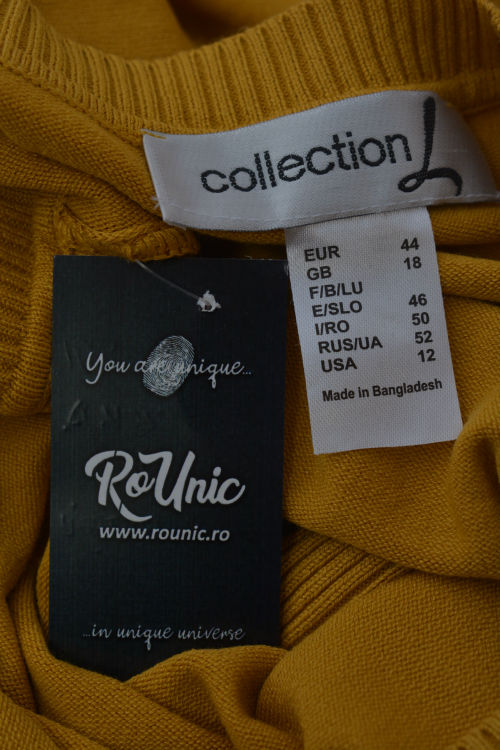 collection L
EUR 44
GB 18
F/B/LU
E/SLO 46
I/RO 50
RUS/UA 52
USA 12
Made in Bangladesh
You are unique...
RoUnic
www.rounic.ro
...in unique universe